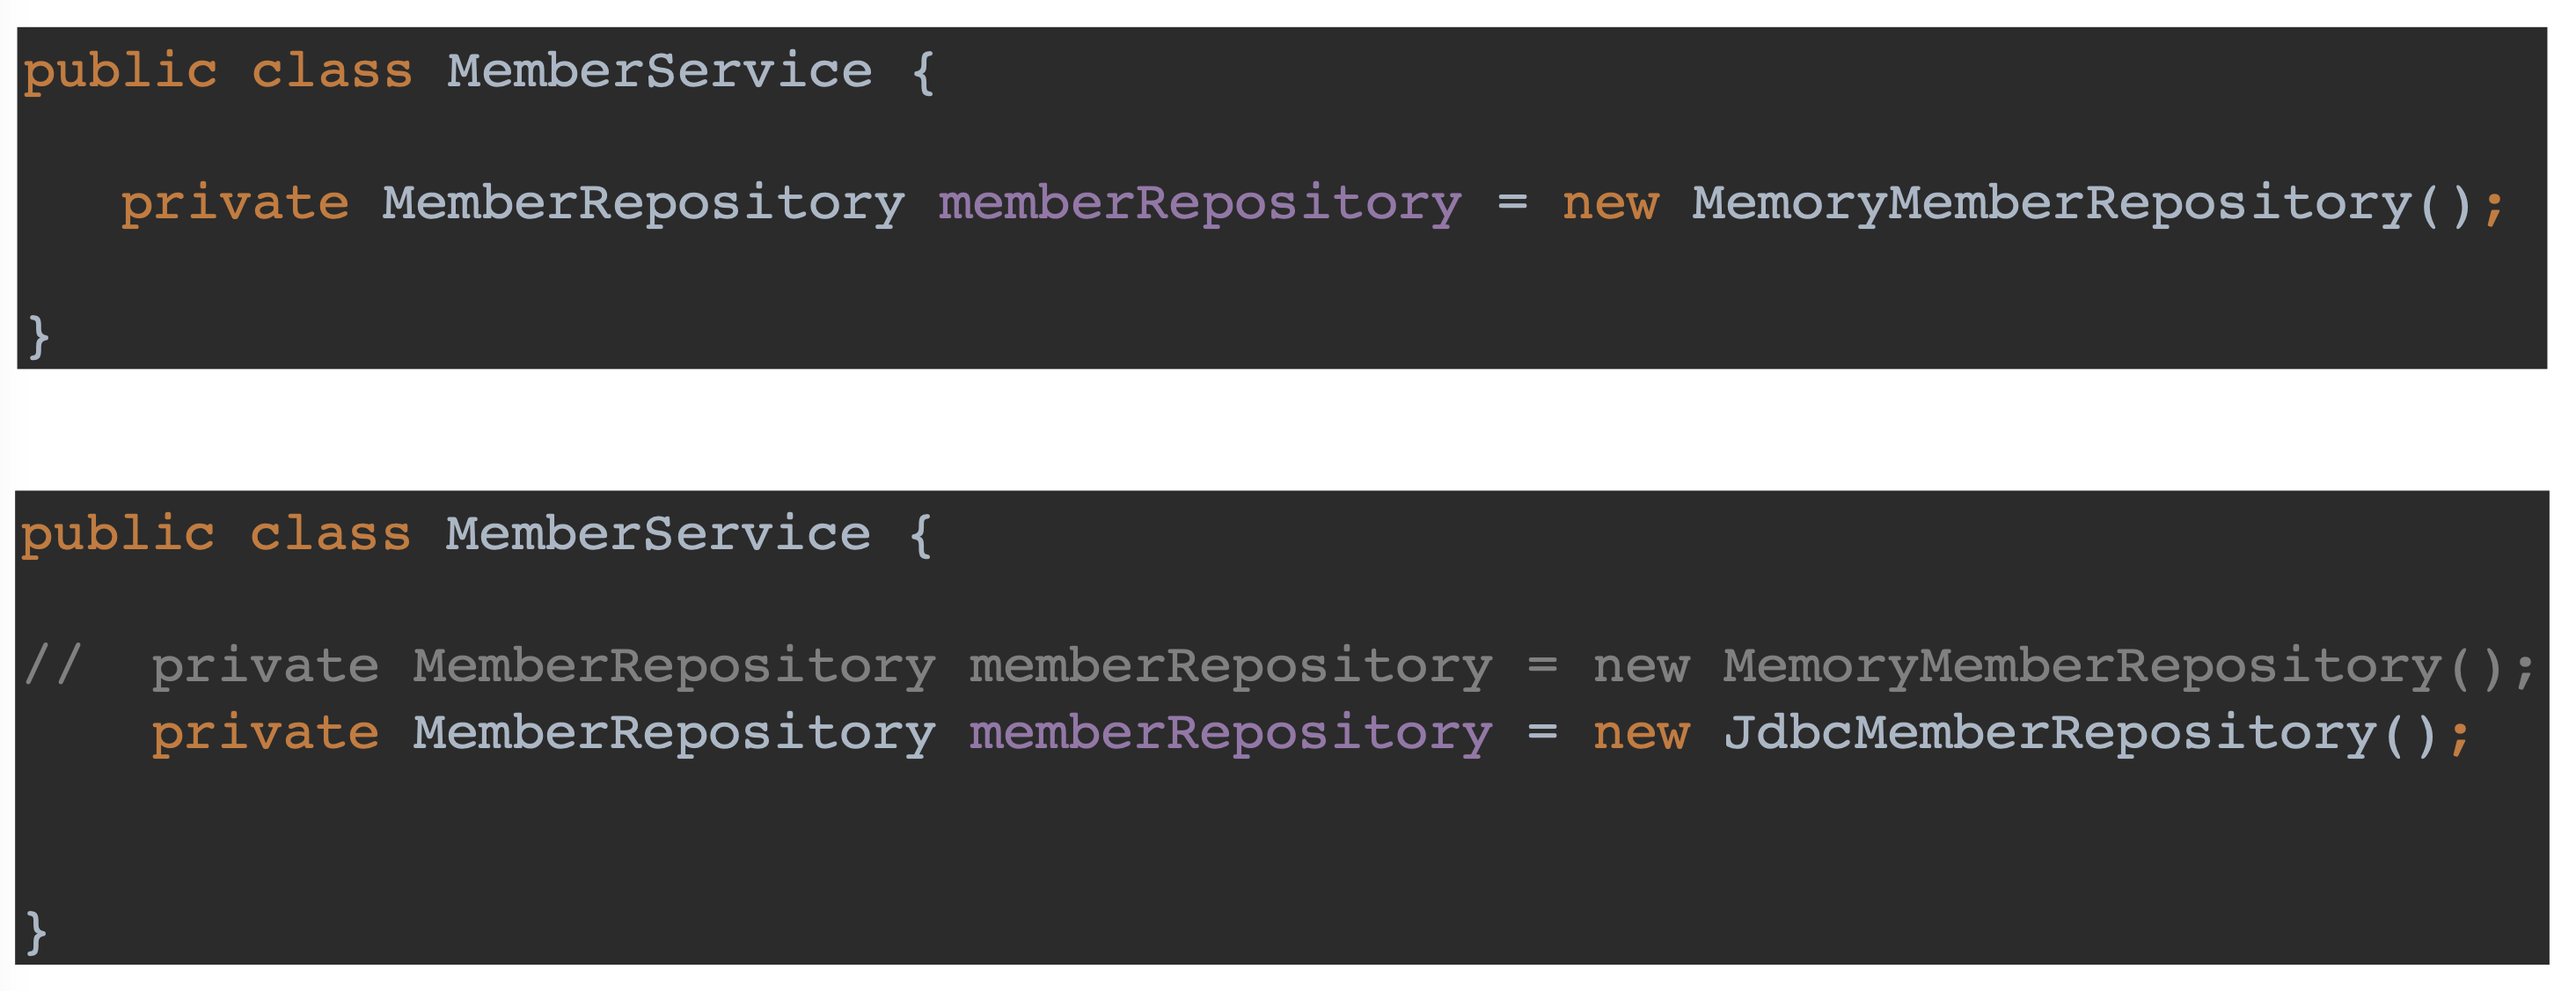 public class MemberService {
private MemberRepository memberRepository = new MemoryMemberRepository();
}
public class MemberService {
//  private MemberRepository memberRepository = new MemoryMemberRepository();
private MemberRepository memberRepository = new JdbcMemberRepository();
}